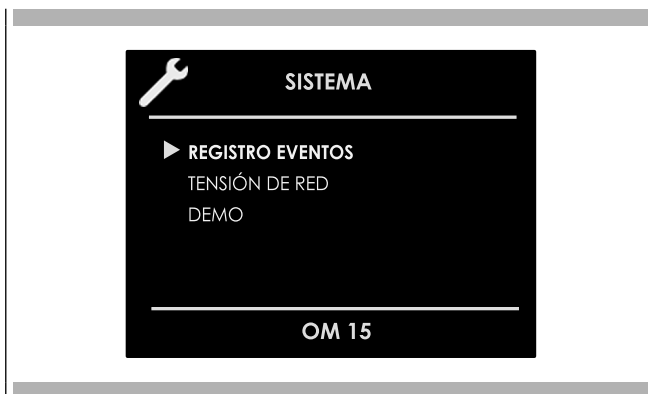 SISTEMA
REGISTRO EVENTOS
TENSIÓN DE RED
DEMO
OM 15